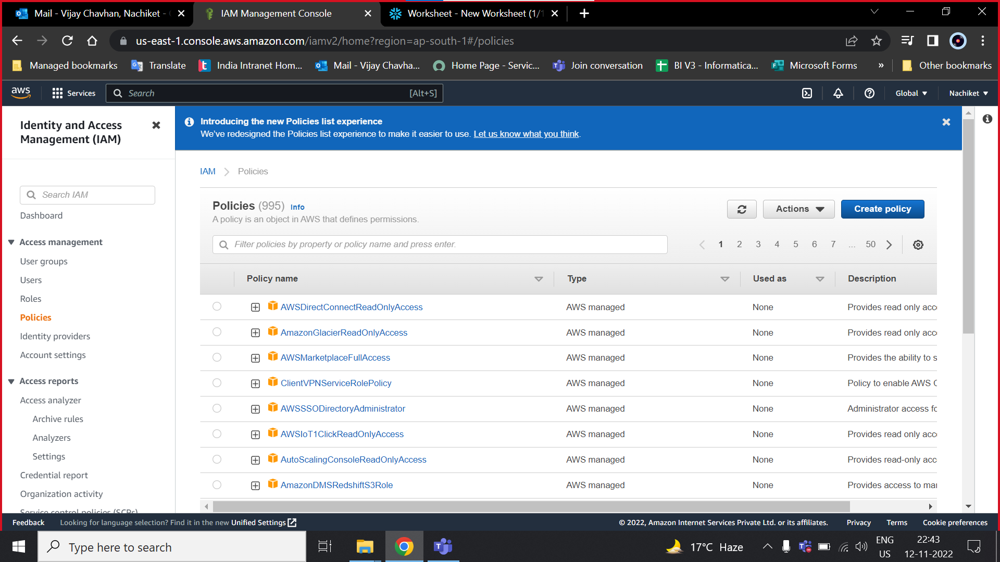 Mail - Vijay Chavhan, Nachiket -
IAM Management Console
Worksheet - New Worksheet (1/1
us-east-1.console.aws.amazon.com/iamv2/home?region=ap-south-1#/policies
Managed bookmarks
Translate
India Intranet Hom...
Mail - Vijay Chavha...
Home Page - Servic...
Join conversation
BI V3 - Informatica...
Microsoft Forms
»
Other bookmarks
aws
Services
Search
[Alt+S]
Global
Nachiket
Identity and Access
Management (IAM)
Search IAM
Dashboard
Access management
User groups
Users
Roles
Policies
Identity providers
Account settings
Access reports
Access analyzer
Archive rules
Analyzers
Settings
Credential report
Organization activity
Service control policies (SCPs)
Introducing the new Policies list experience
We've redesigned the Policies list experience to make it easier to use. Let us know what you think.
IAM > Policies
Policies (995) Info
A policy is an object in AWS that defines permissions.
Actions
Create policy
Filter policies by property or policy name and press enter.
1 2 3 4 5 6 7 ... 50
Policy name Type Used as Description
AWSDirectConnectReadOnlyAccess AWS managed None Provides read only acc
AmazonGlacierReadOnlyAccess AWS managed None Provides read only acc
AWSMarketplaceFullAccess AWS managed None Provides the ability to s
ClientVPNServiceRolePolicy AWS managed None Policy to enable AWS C
AWSSSODirectoryAdministrator AWS managed None Administrator access fo
AWSIoT1ClickReadOnlyAccess AWS managed None Provides read only acc
AutoScalingConsoleReadOnlyAccess AWS managed None Provides read-only acc
AmazonDMSRedshiftS3Role AWS managed None Provides access to mar
Feedback
Looking for language selection? Find it in the new Unified Settings
© 2022, Amazon Internet Services Private Ltd. or its affiliates.
Privacy
Terms
Cookie preferences
Type here to search
17°C Haze
ENG
US
22:43
12-11-2022